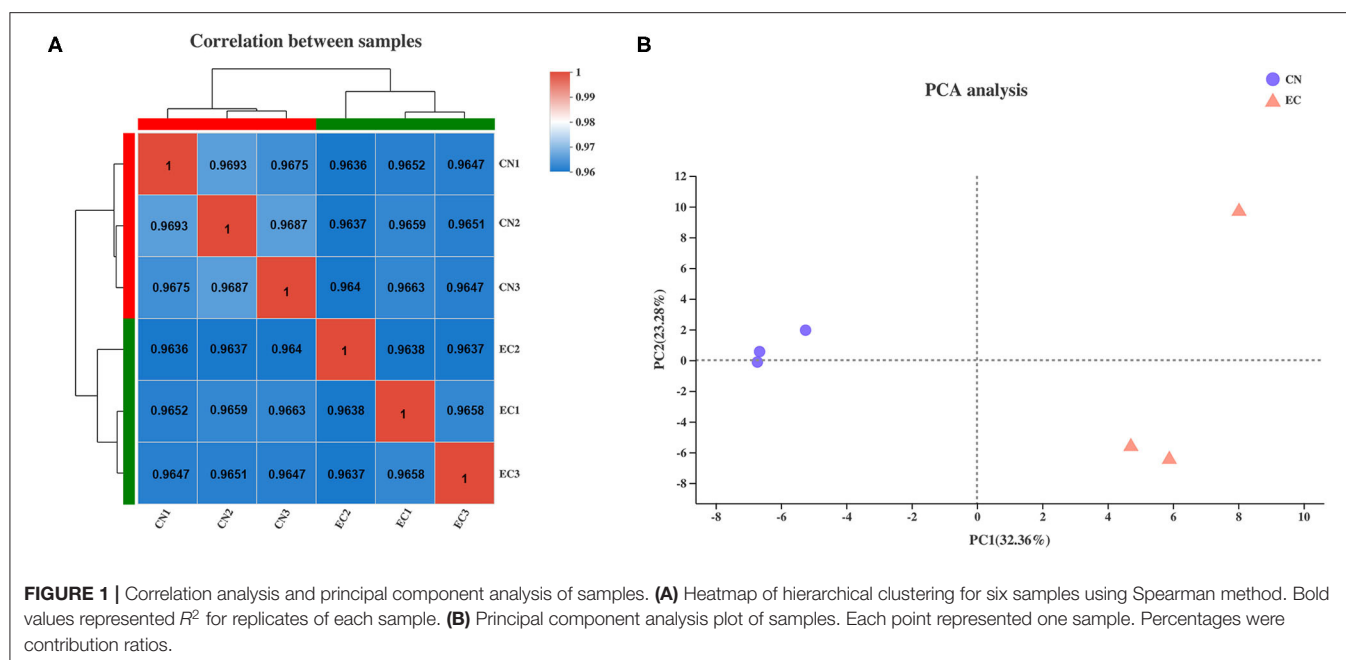 A
Correlation between samples
1
0.99
0.98
0.97
0.96
1 0.9693 0.9675 0.9636 0.9652 0.9647 CN1
0.9693 1 0.9687 0.9637 0.9659 0.9651 CN2
0.9675 0.9687 1 0.964 0.9663 0.9647 CN3
0.9636 0.9637 0.964 1 0.9638 0.9637 EC2
0.9652 0.9659 0.9663 0.9638 1 0.9658 EC1
0.9647 0.9651 0.9647 0.9637 0.9658 1 EC3
CN1 CN2 CN3 EC2 EC1 EC3
B
PCA analysis
CN
EC
PC2(23.28%)
12
10
8
6
4
2
0
-2
-4
-6
-8
-8 -6 -4 -2 0 2 4 6 8 10
PC1(32.36%)
FIGURE 1 | Correlation analysis and principal component analysis of samples. (A) Heatmap of hierarchical clustering for six samples using Spearman method. Bold
values represented R² for replicates of each sample. (B) Principal component analysis plot of samples. Each point represented one sample. Percentages were
contribution ratios.